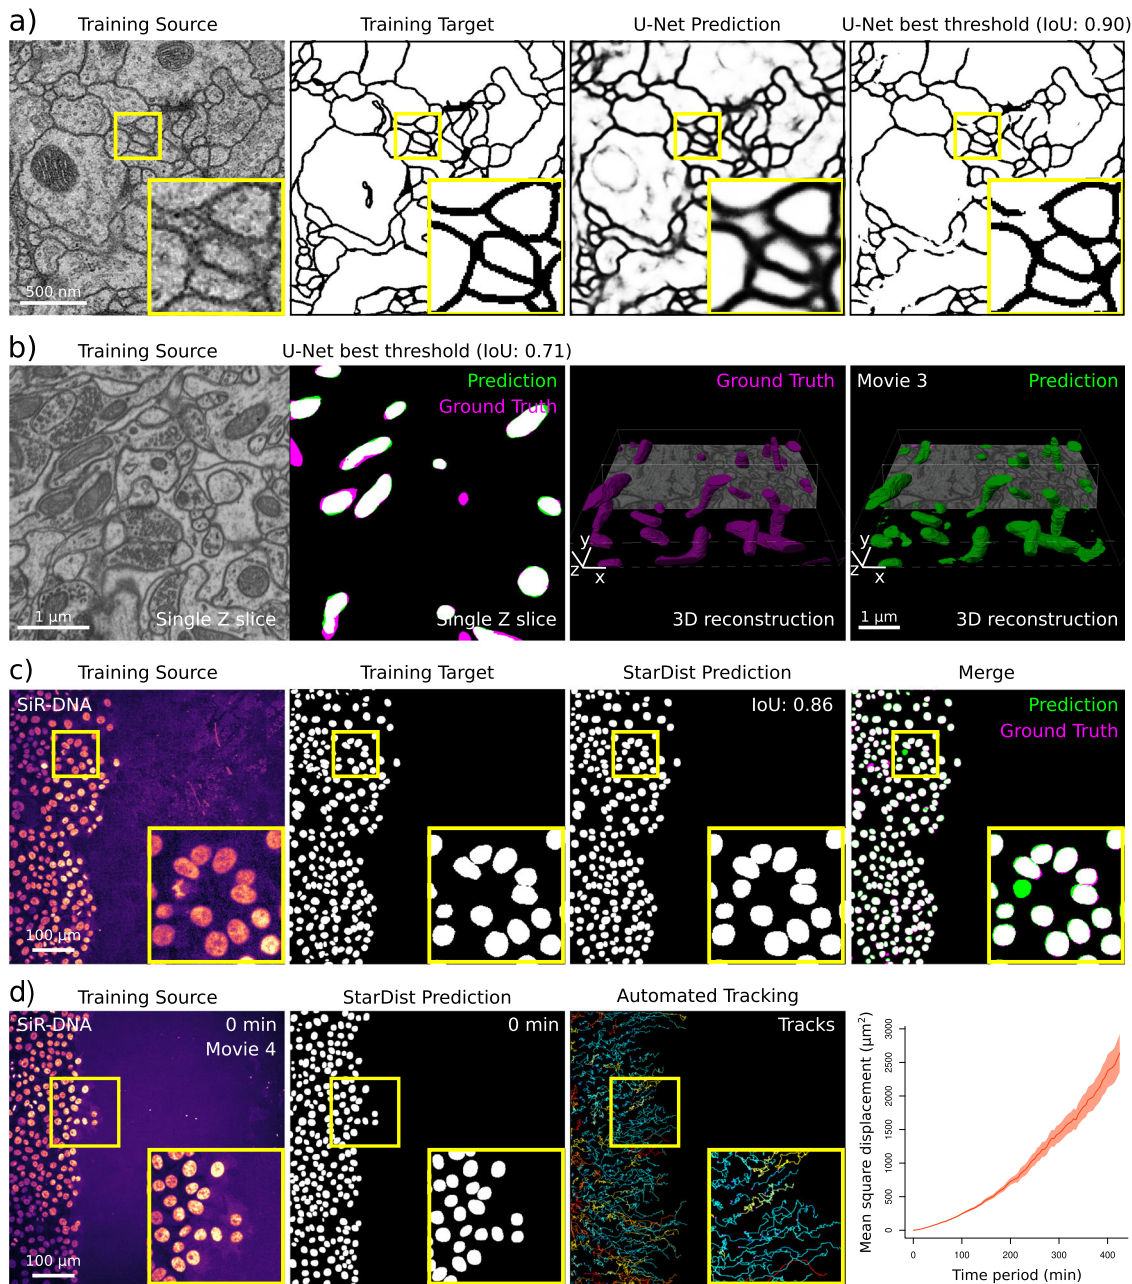 a)
Training Source
Training Target
U-Net Prediction
U-Net best threshold (IoU: 0.90)
500 nm
b)
Training Source
U-Net best threshold (IoU: 0.71)
Prediction
Ground Truth
Ground Truth
Movie 3
Prediction
y
z
x
y
z
x
1 µm
Single Z slice
Single Z slice
3D reconstruction
1 µm
3D reconstruction
c)
Training Source
Training Target
StarDist Prediction
Merge
SiR-DNA
IoU: 0.86
Prediction
Ground Truth
100 µm
d)
Training Source
StarDist Prediction
Automated Tracking
SiR-DNA
0 min
Movie 4
0 min
Tracks
100 µm
Mean square displacement (µm²)
3000
2500
2000
1500
1000
500
0
0
100
200
300
400
Time period (min)